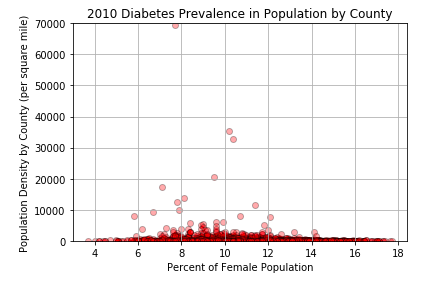 2010 Diabetes Prevalence in Population by County
70000
60000
50000
40000
30000
20000
10000
0
Population Density by County (per square mile)
4 6 8 10 12 14 16 18
Percent of Female Population